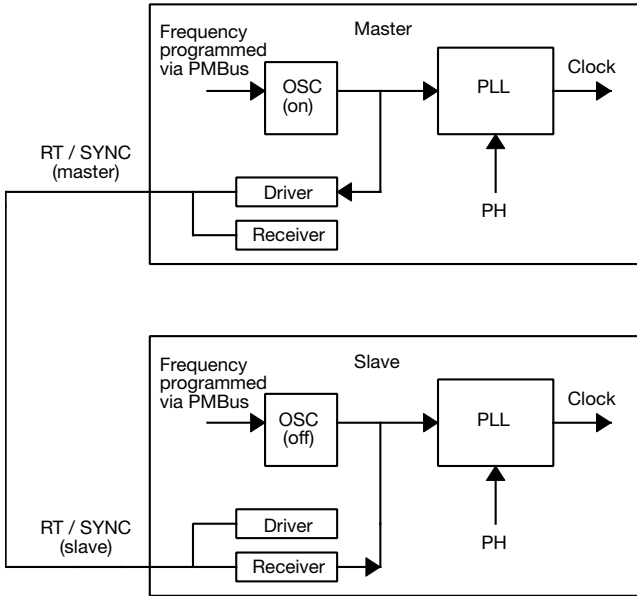 Master
Frequency
programmed
via PMBus
OSC
(on)
PLL
Clock
RT / SYNC
(master)
Driver
Receiver
PH
Slave
Frequency
programmed
via PMBus
OSC
(off)
PLL
Clock
RT / SYNC
(slave)
Driver
Receiver
PH